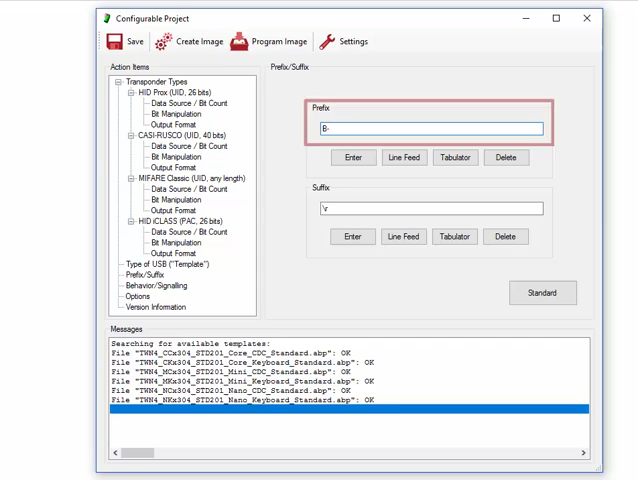 Configurable Project
Save Create Image Program Image Settings
Action Items
Transponder Types
HID Prox (UID, 26 bits)
Data Source / Bit Count
Bit Manipulation
Output Format
CASI-RUSCO (UID, 40 bits)
Data Source / Bit Count
Bit Manipulation
Output Format
MIFARE Classic (UID, any length)
Data Source / Bit Count
Bit Manipulation
Output Format
HID iCLASS (PAC, 26 bits)
Data Source / Bit Count
Bit Manipulation
Output Format
Type of USB ("Template")
Prefix/Suffix
Behavior/Signalling
Options
Version Information
Prefix/Suffix
Prefix
B-
Enter Line Feed Tabulator Delete
Suffix
\r
Enter Line Feed Tabulator Delete
Standard
Messages
Searching for available templates:
File "TWN4_CCx304_STD201_Core_CDC_Standard.abp": OK
File "TWN4_CKx304_STD201_Core_Keyboard_Standard.abp": OK
File "TWN4_MCx304_STD201_Mini_CDC_Standard.abp": OK
File "TWN4_MKx304_STD201_Mini_Keyboard_Standard.abp": OK
File "TWN4_NCx304_STD201_Nano_CDC_Standard.abp": OK
File "TWN4_NKx304_STD201_Nano_Keyboard_Standard.abp": OK